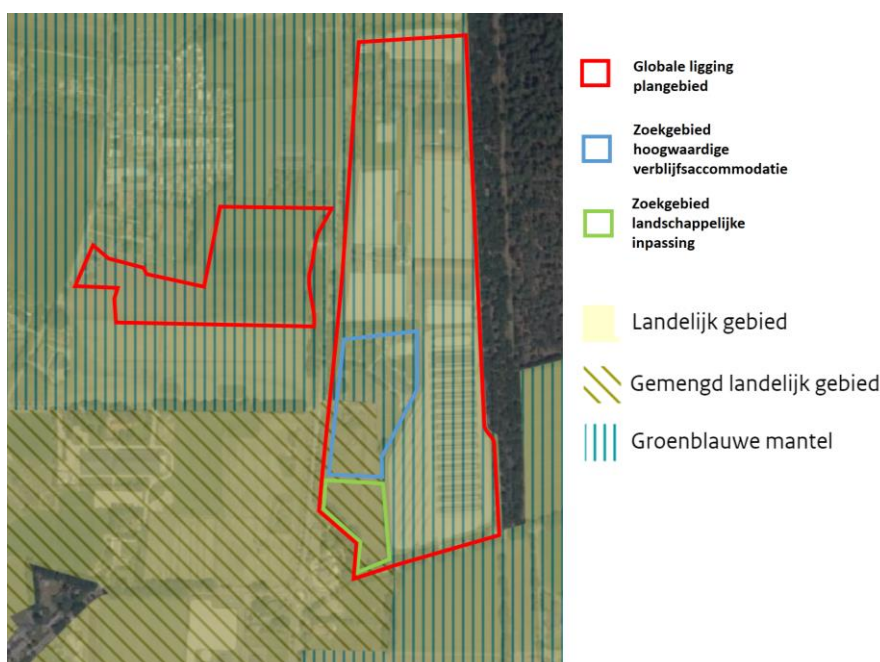 Globale ligging
plangebied
Zoekgebied
hoogwaardige
verblijfsaccommodatie
Zoekgebied
landschappelijke
inpassing
Landelijk gebied
Gemengd landelijk gebied
Groenblauwe mantel